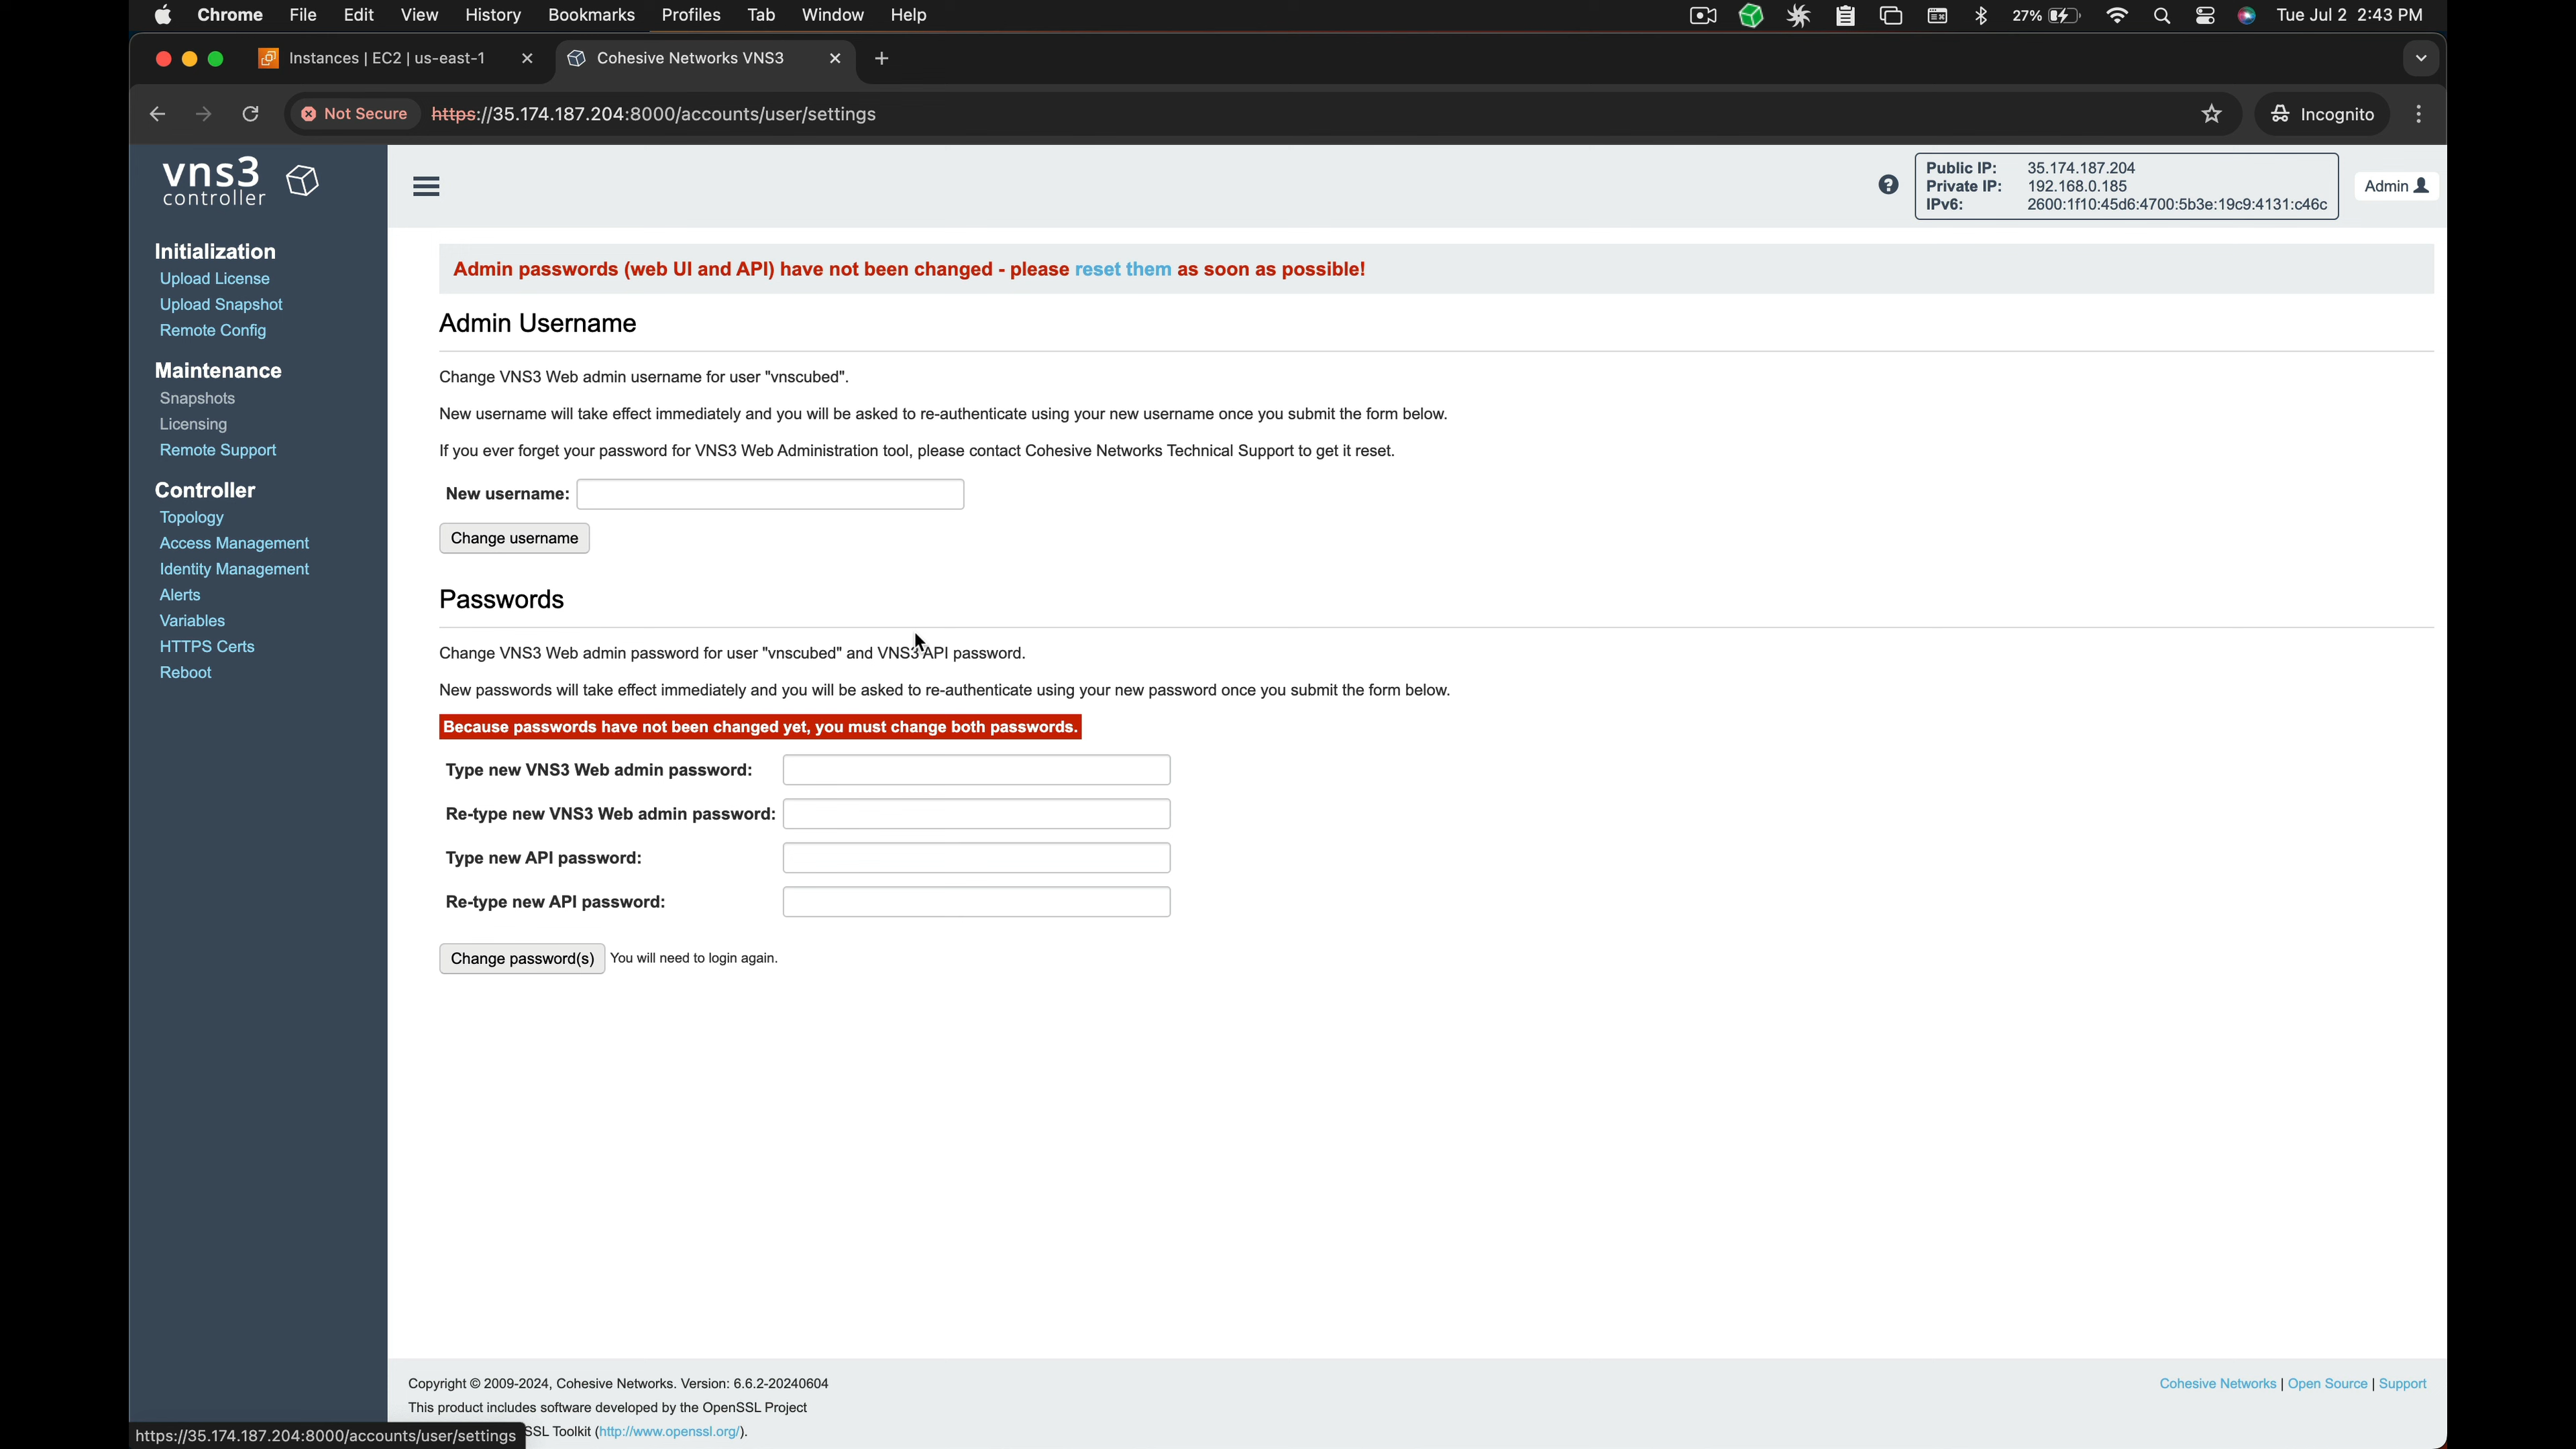 Chrome File Edit View History Bookmarks Profiles Tab Window Help 27% Tue Jul 2 2:43 PM
Instances | EC2 | us-east-1 Cohesive Networks VNS3
Not Secure https://35.174.187.204:8000/accounts/user/settings Incognito
vns3
controller
Public IP: 35.174.187.204
Private IP: 192.168.0.185
IPv6: 2600:1f10:45d6:4700:5b3e:19c9:4131:c46c
Admin
Initialization
Upload License
Upload Snapshot
Remote Config
Maintenance
Snapshots
Licensing
Remote Support
Controller
Topology
Access Management
Identity Management
Alerts
Variables
HTTPS Certs
Reboot
Admin passwords (web UI and API) have not been changed - please reset them as soon as possible!
Admin Username
Change VNS3 Web admin username for user "vnscubed".
New username will take effect immediately and you will be asked to re-authenticate using your new username once you submit the form below.
If you ever forget your password for VNS3 Web Administration tool, please contact Cohesive Networks Technical Support to get it reset.
New username:
Change username
Passwords
Change VNS3 Web admin password for user "vnscubed" and VNS3 API password.
New passwords will take effect immediately and you will be asked to re-authenticate using your new password once you submit the form below.
Because passwords have not been changed yet, you must change both passwords.
Type new VNS3 Web admin password:
Re-type new VNS3 Web admin password:
Type new API password:
Re-type new API password:
Change password(s) You will need to login again.
Copyright © 2009-2024, Cohesive Networks. Version: 6.6.2-20240604
Cohesive Networks | Open Source | Support
This product includes software developed by the OpenSSL Project
SSL Toolkit (http://www.openssl.org/).
https://35.174.187.204:8000/accounts/user/settings